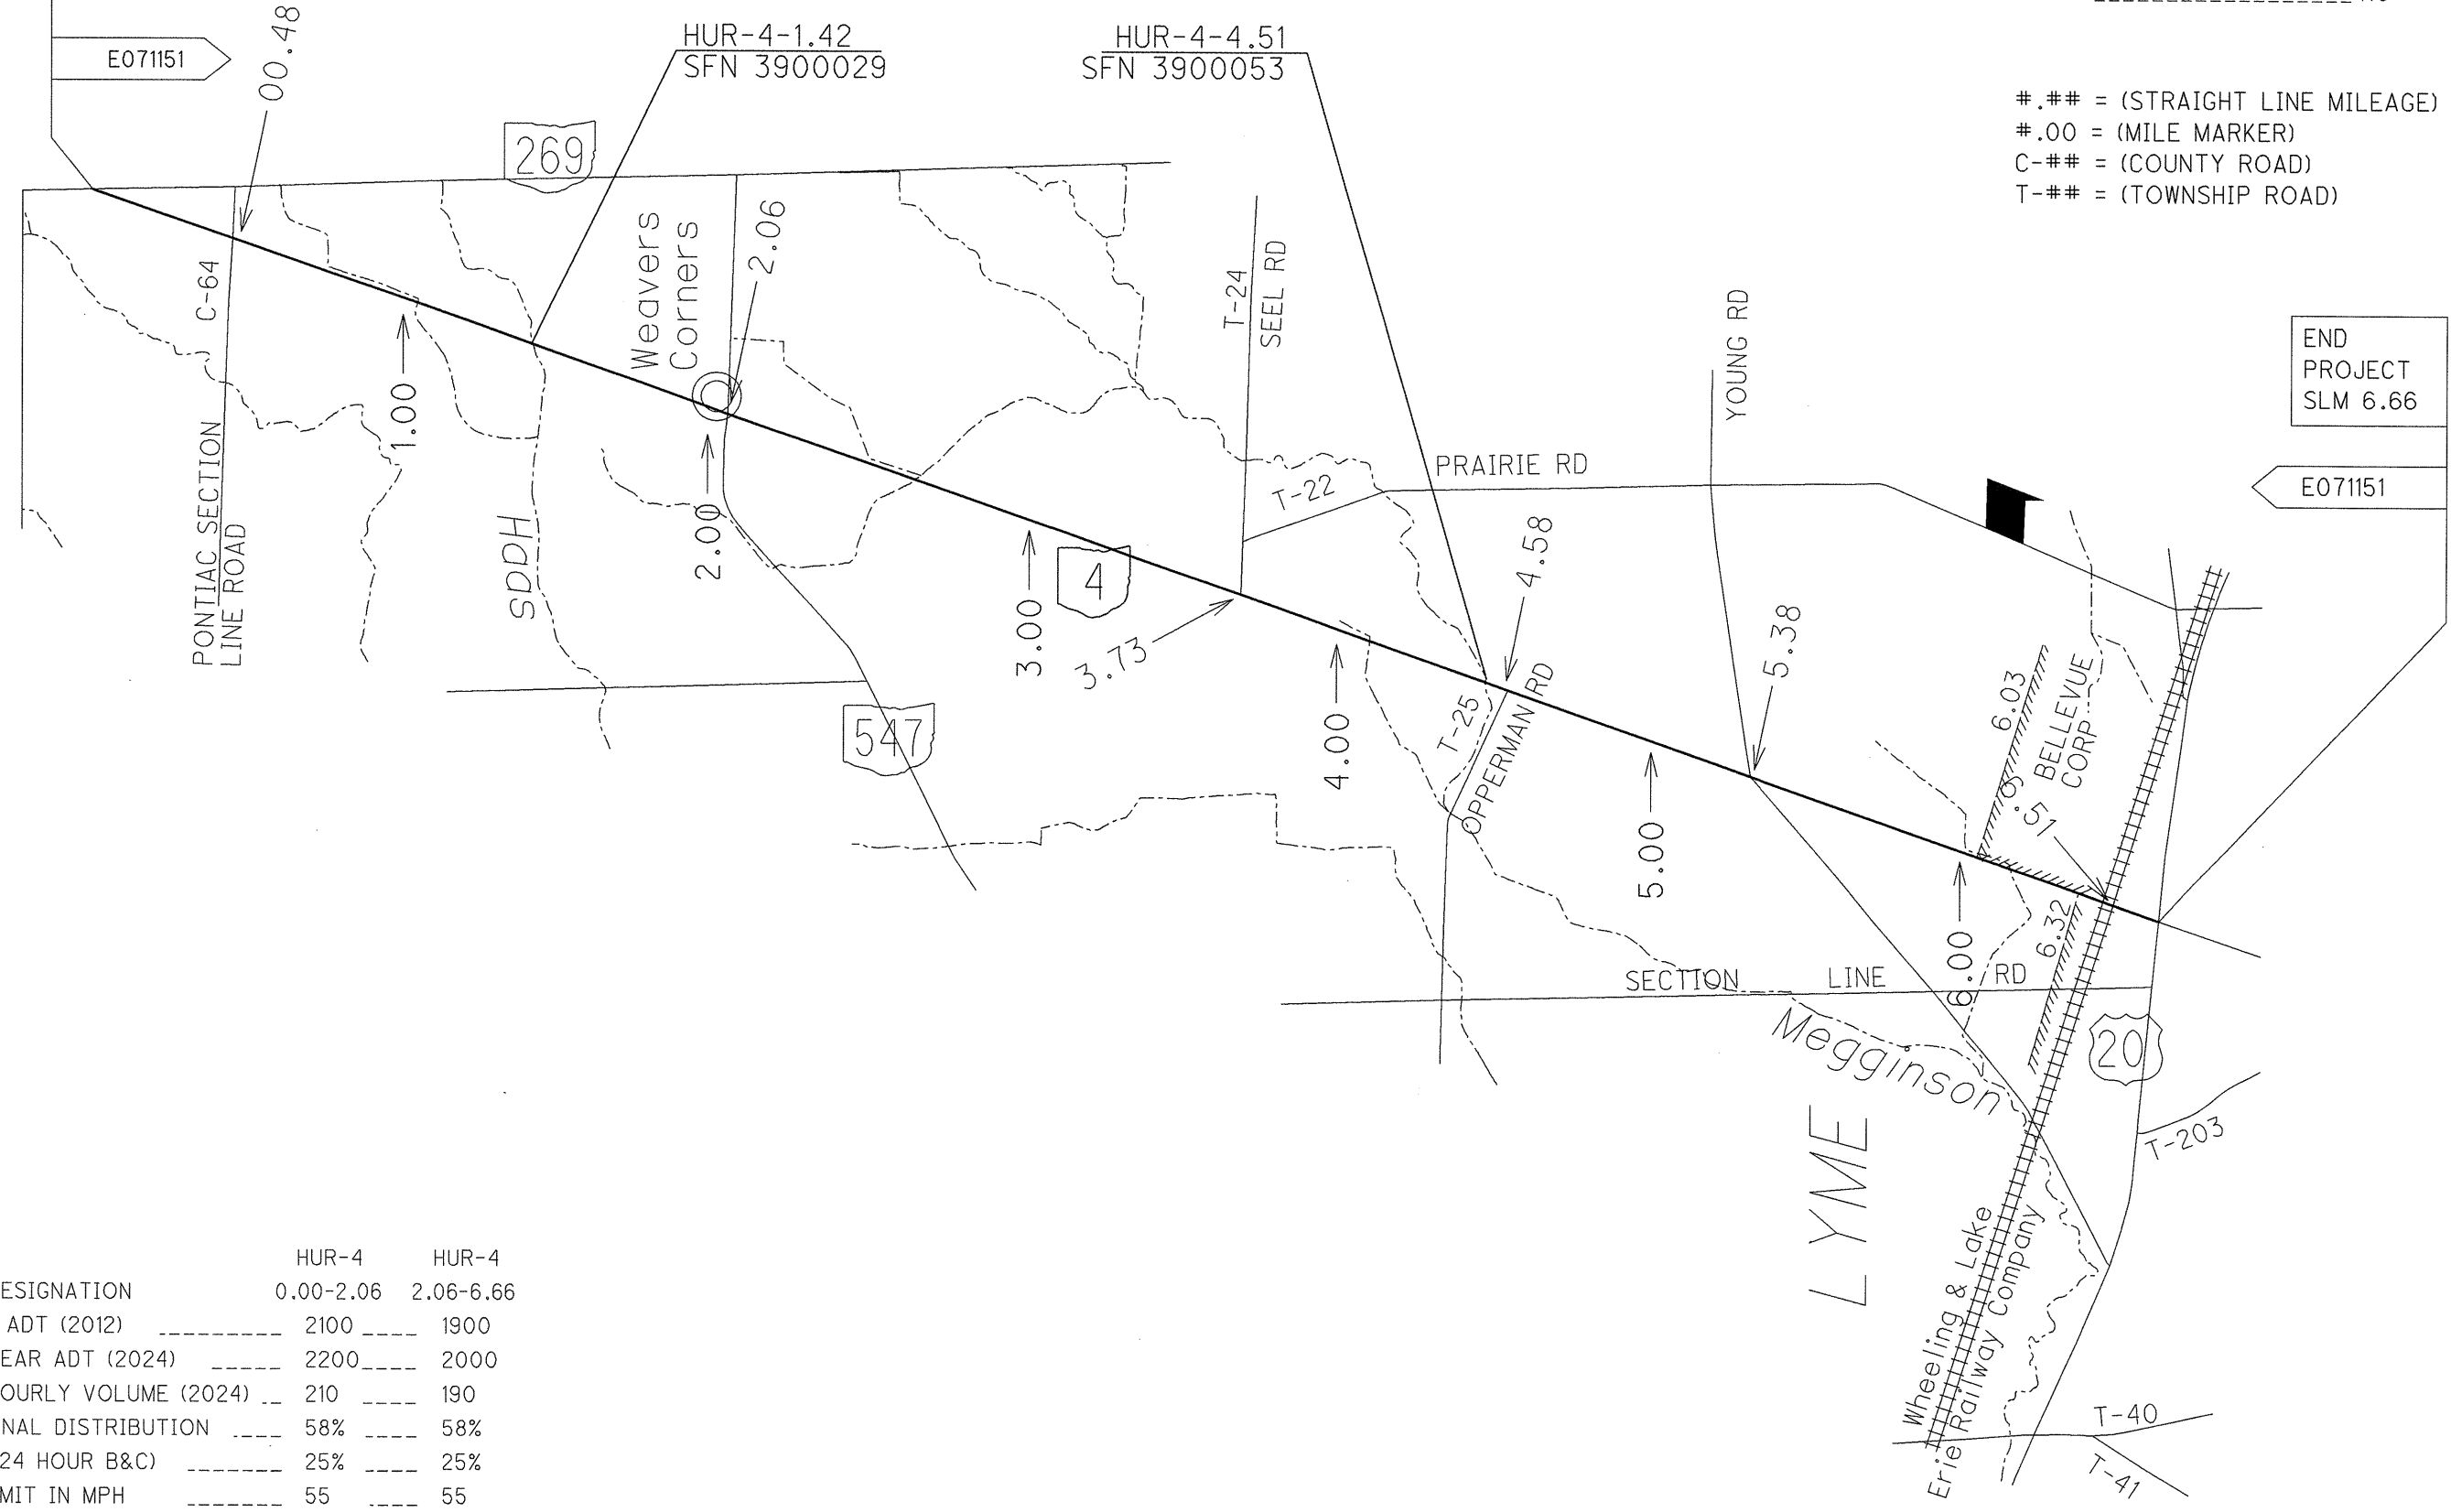 E071151
00.48
HUR-4-1.42
SFN 3900029
HUR-4-4.51
SFN 3900053
#.## = (STRAIGHT LINE MILEAGE)
#.00 = (MILE MARKER)
C-## = (COUNTY ROAD)
T-## = (TOWNSHIP ROAD)
269
Weavers
Corners
2.06
C-64
PONTIAC SECTION
LINE ROAD
1.00
Haas
2.00
T-24
SEEL RD
YOUNG RD
END
PROJECT
SLM 6.66
E071151
PRAIRIE RD
T-22
4
3.00
3.73
4.00
4.58
T-25
OPPERMAN RD
5.38
5.00
547
6.03
BELLEVUE
CORP
6.51
6.00
6.32
SECTION LINE RD
Megginson
20
LYME
T-203
Wheeling & Lake
Erie Railway Company
T-40
T-41
HUR-4 HUR-4
ESIGNATION 0.00-2.06 2.06-6.66
ADT (2012) 2100 1900
EAR ADT (2024) 2200 2000
OURLY VOLUME (2024) 210 190
NAL DISTRIBUTION 58% 58%
24 HOUR B&C) 25% 25%
MIT IN MPH 55 55